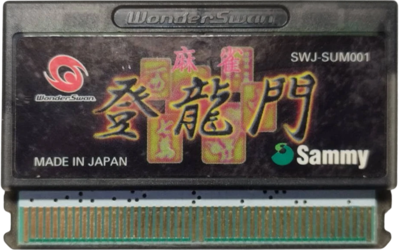 WonderSwan
SWJ-SUM001
麻雀
登龍門
WonderSwan
MADE IN JAPAN
Sammy